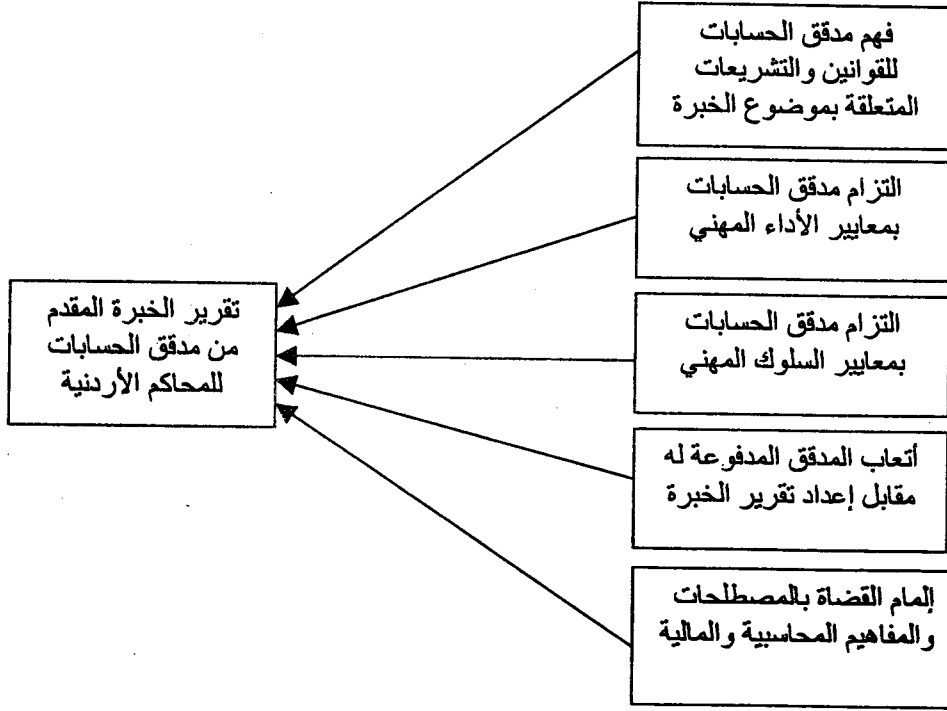 فهم مدقق الحسابات
للقوانين والتشريعات
المتعلقة بموضوع الخبرة
التزام مدقق الحسابات
بمعايير الأداء المهني
التزام مدقق الحسابات
بمعايير السلوك المهني
أتعاب المدقق المدفوعة له
مقابل إعداد تقرير الخبرة
إلمام القضاة بالمصطلحات
والمفاهيم المحاسبية والمالية
تقرير الخبرة المقدم
من مدقق الحسابات
للمحاكم الأردنية